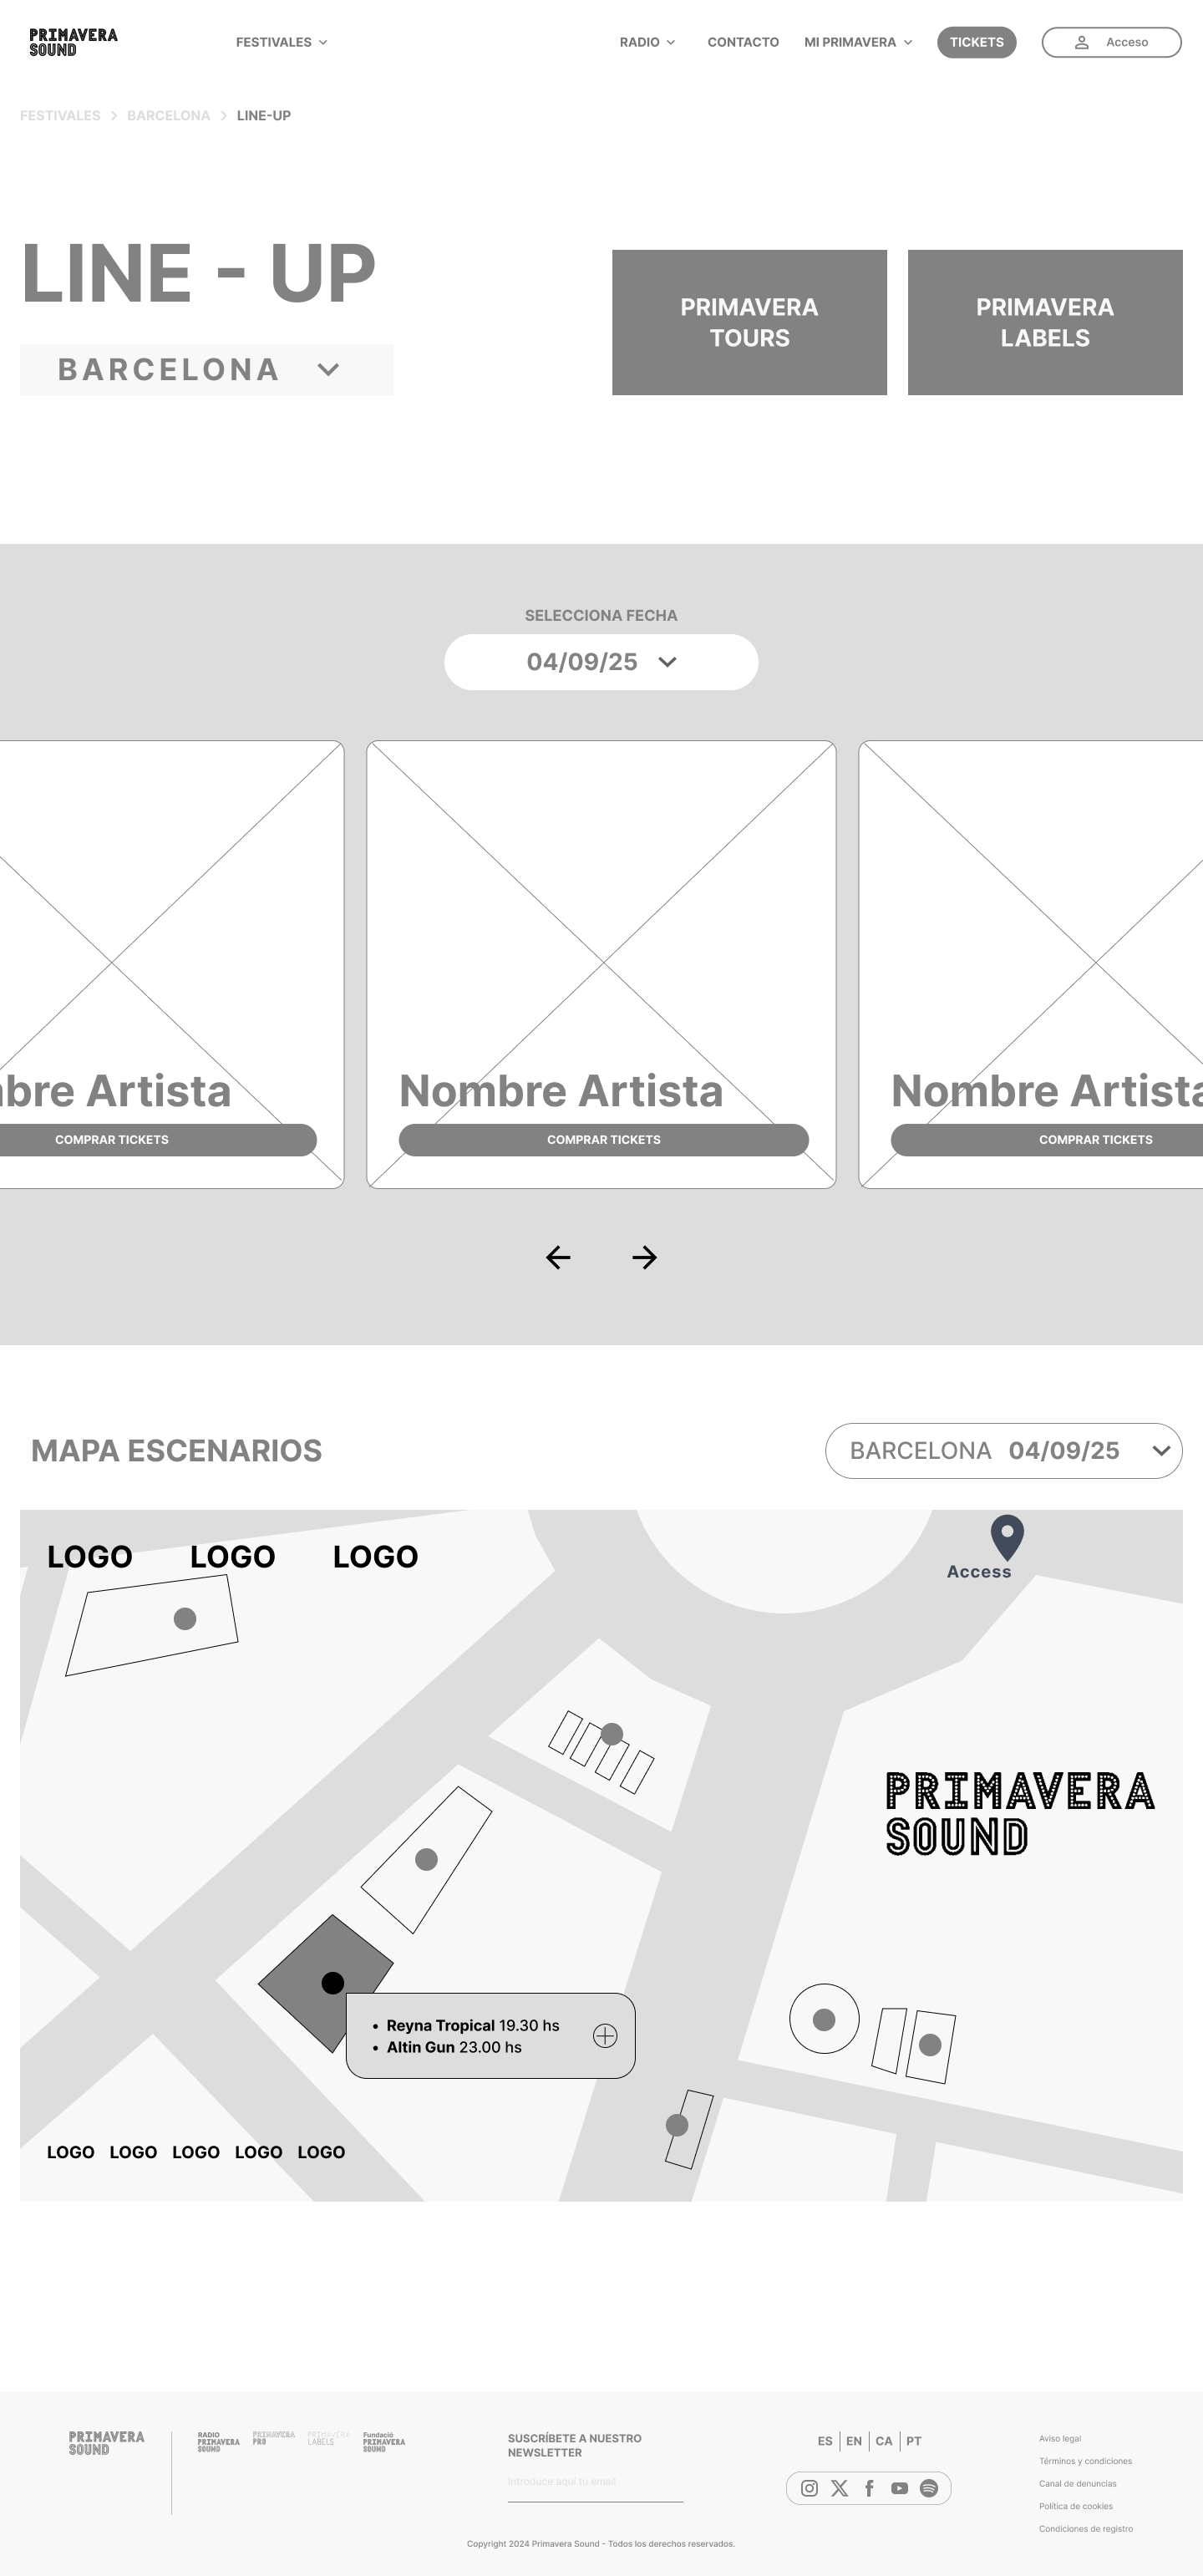 PRIMAVERA
SOUND
FESTIVALES
RADIO
CONTACTO
MI PRIMAVERA
TICKETS
Acceso
FESTIVALES > BARCELONA > LINE-UP
LINE - UP
BARCELONA
PRIMAVERA
TOURS
PRIMAVERA
LABELS
SELECCIONA FECHA
04/09/25
bre Artista
COMPRAR TICKETS
Nombre Artista
COMPRAR TICKETS
Nombre Artista
COMPRAR TICKETS
MAPA ESCENARIOS
BARCELONA 04/09/25
LOGO LOGO LOGO
Access
PRIMAVERA
SOUND
• Reyna Tropical 19.30 hs
• Altin Gun 23.00 hs
LOGO LOGO LOGO LOGO LOGO
PRIMAVERA
SOUND
RADIO
PRIMAVERA
SOUND
PRIMAVERA
PRO
PRIMAVERA
LABELS
Fundació
PRIMAVERA
SOUND
SUSCRÍBETE A NUESTRO
NEWSLETTER
Introduce aquí tu email
ES | EN | CA | PT
Aviso legal
Términos y condiciones
Canal de denuncias
Política de cookies
Condiciones de registro
Copyright 2024 Primavera Sound - Todos los derechos reservados.